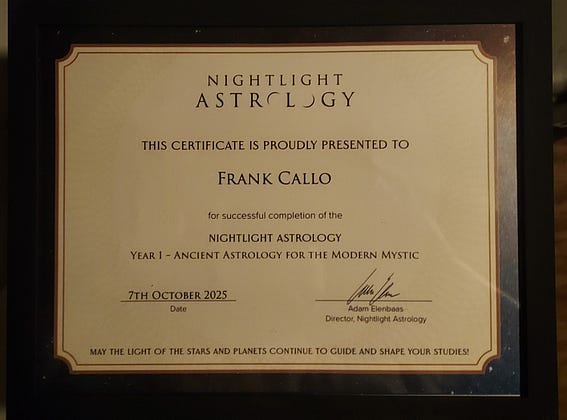 NIGHTLIGHT
ASTROLOGY
THIS CERTIFICATE IS PROUDLY PRESENTED TO
FRANK CALLO
for successful completion of the
NIGHTLIGHT ASTROLOGY
YEAR 1 - ANCIENT ASTROLOGY FOR THE MODERN MYSTIC
7TH OCTOBER 2025
Date
Adam Elenbaas
Director, Nightlight Astrology
MAY THE LIGHT OF THE STARS AND PLANETS CONTINUE TO GUIDE AND SHAPE YOUR STUDIES!